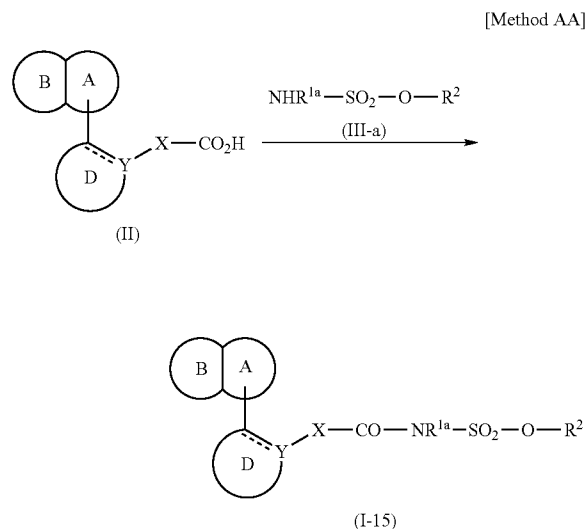 [Method AA]
B A
NHR¹ᵃ—SO₂—O—R²
(III-a)
X—CO₂H
Y
D
(II)
B A
X—CO—NR¹ᵃ—SO₂—O—R²
Y
D
(I-15)